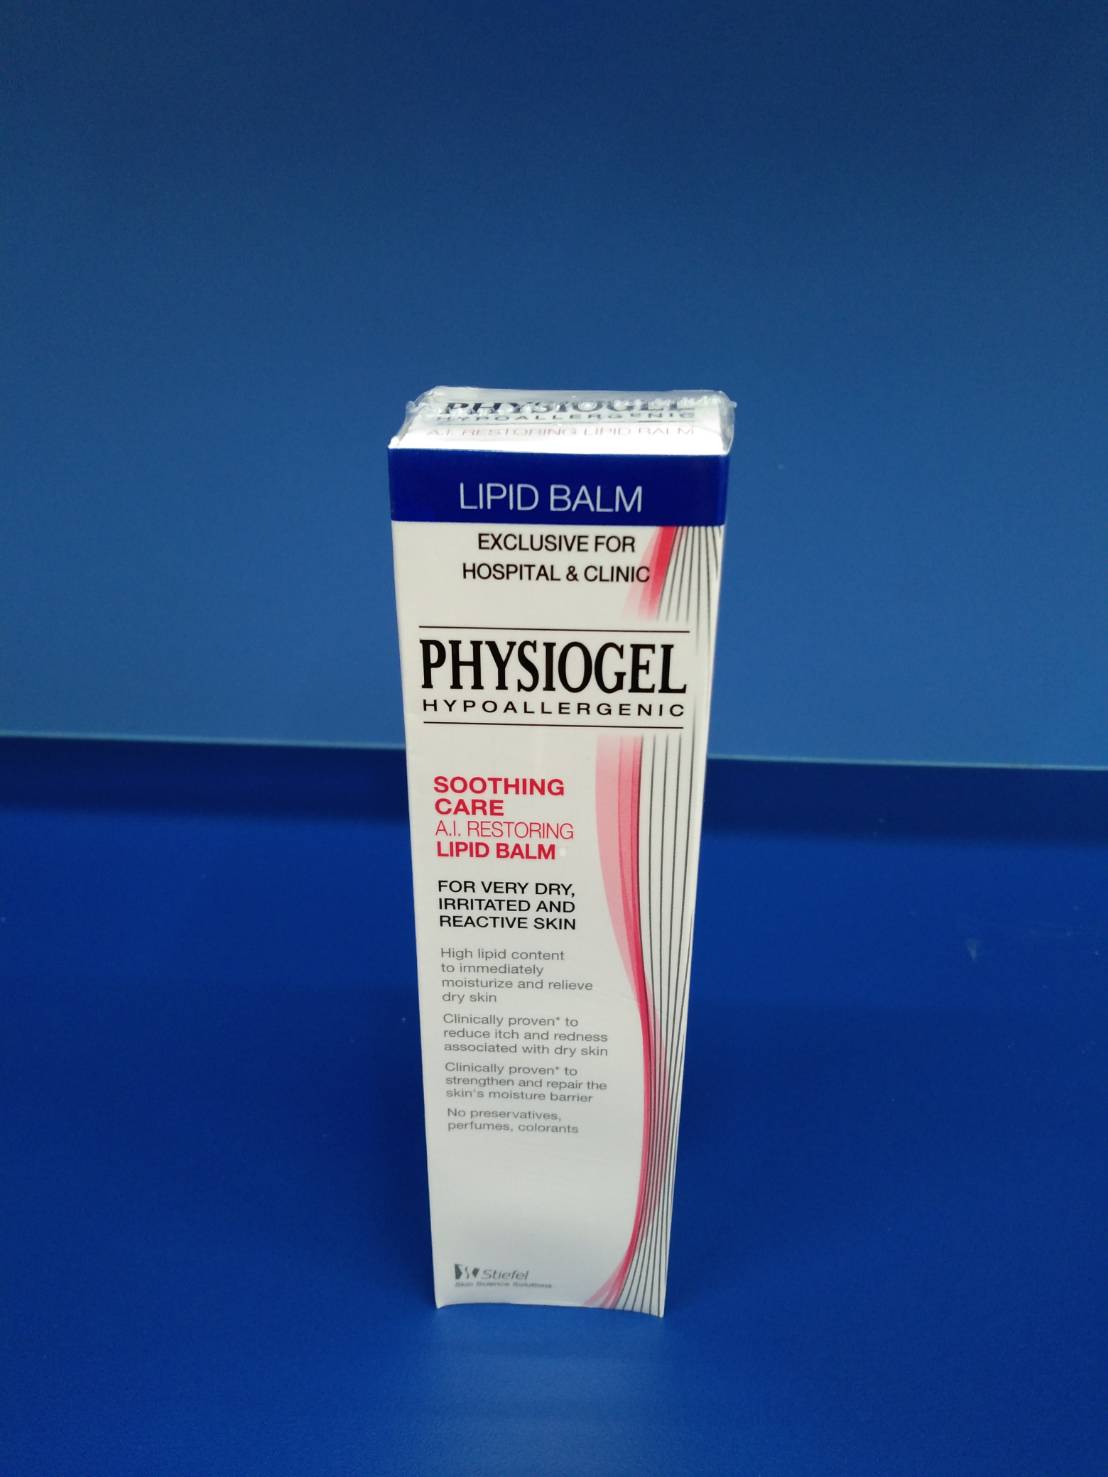 PHYSIOGEL
HYPOALLERGENIC
A.I. RESTORING LIPID BALM
LIPID BALM
EXCLUSIVE FOR
HOSPITAL & CLINIC
PHYSIOGEL
HYPOALLERGENIC
SOOTHING
CARE
A.I. RESTORING
LIPID BALM
FOR VERY DRY,
IRRITATED AND
REACTIVE SKIN
High lipid content
to immediately
moisturize and relieve
dry skin
Clinically proven* to
reduce itch and redness
associated with dry skin
Clinically proven* to
strengthen and repair the
skin's moisture barrier
No preservatives,
perfumes, colorants
Stiefel
Skin Science Solutions